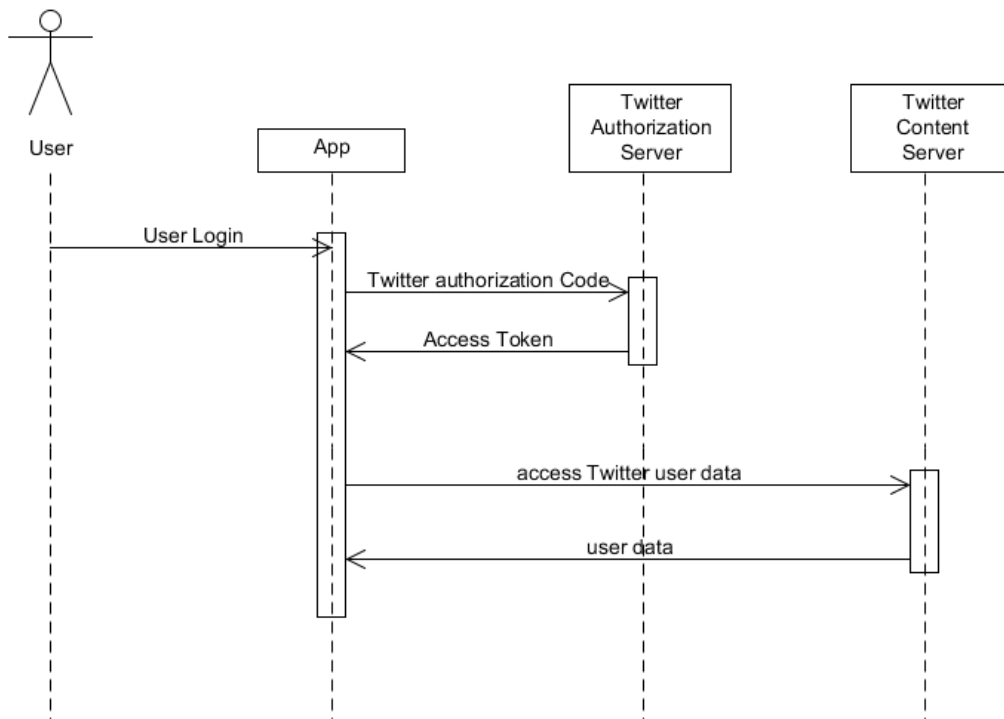 User
App
Twitter
Authorization
Server
Twitter
Content
Server
User Login
Twitter authorization Code
Access Token
access Twitter user data
user data